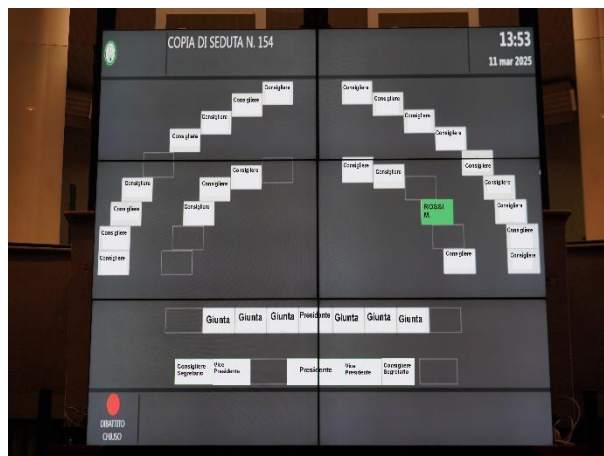 COPIA DI SEDUTA N. 154 13:53
11 mar 2025
Consigliere Consigliere
Consigliere Consigliere
Consigliere Consigliere
Consigliere Consigliere
Consigliere Consigliere Consigliere Consigliere
Consigliere Consigliere Consigliere
Consigliere Consigliere ROSSI Consigliere
M.
Consigliere Consigliere
Consigliere Consigliere Consigliere
Giunta Giunta Giunta Presidente Giunta Giunta Giunta
Consigliere Vice Presidente Vice Consigliere
Segretario Presidente Presidente Segretario
DIBATTITO
CHIUSO